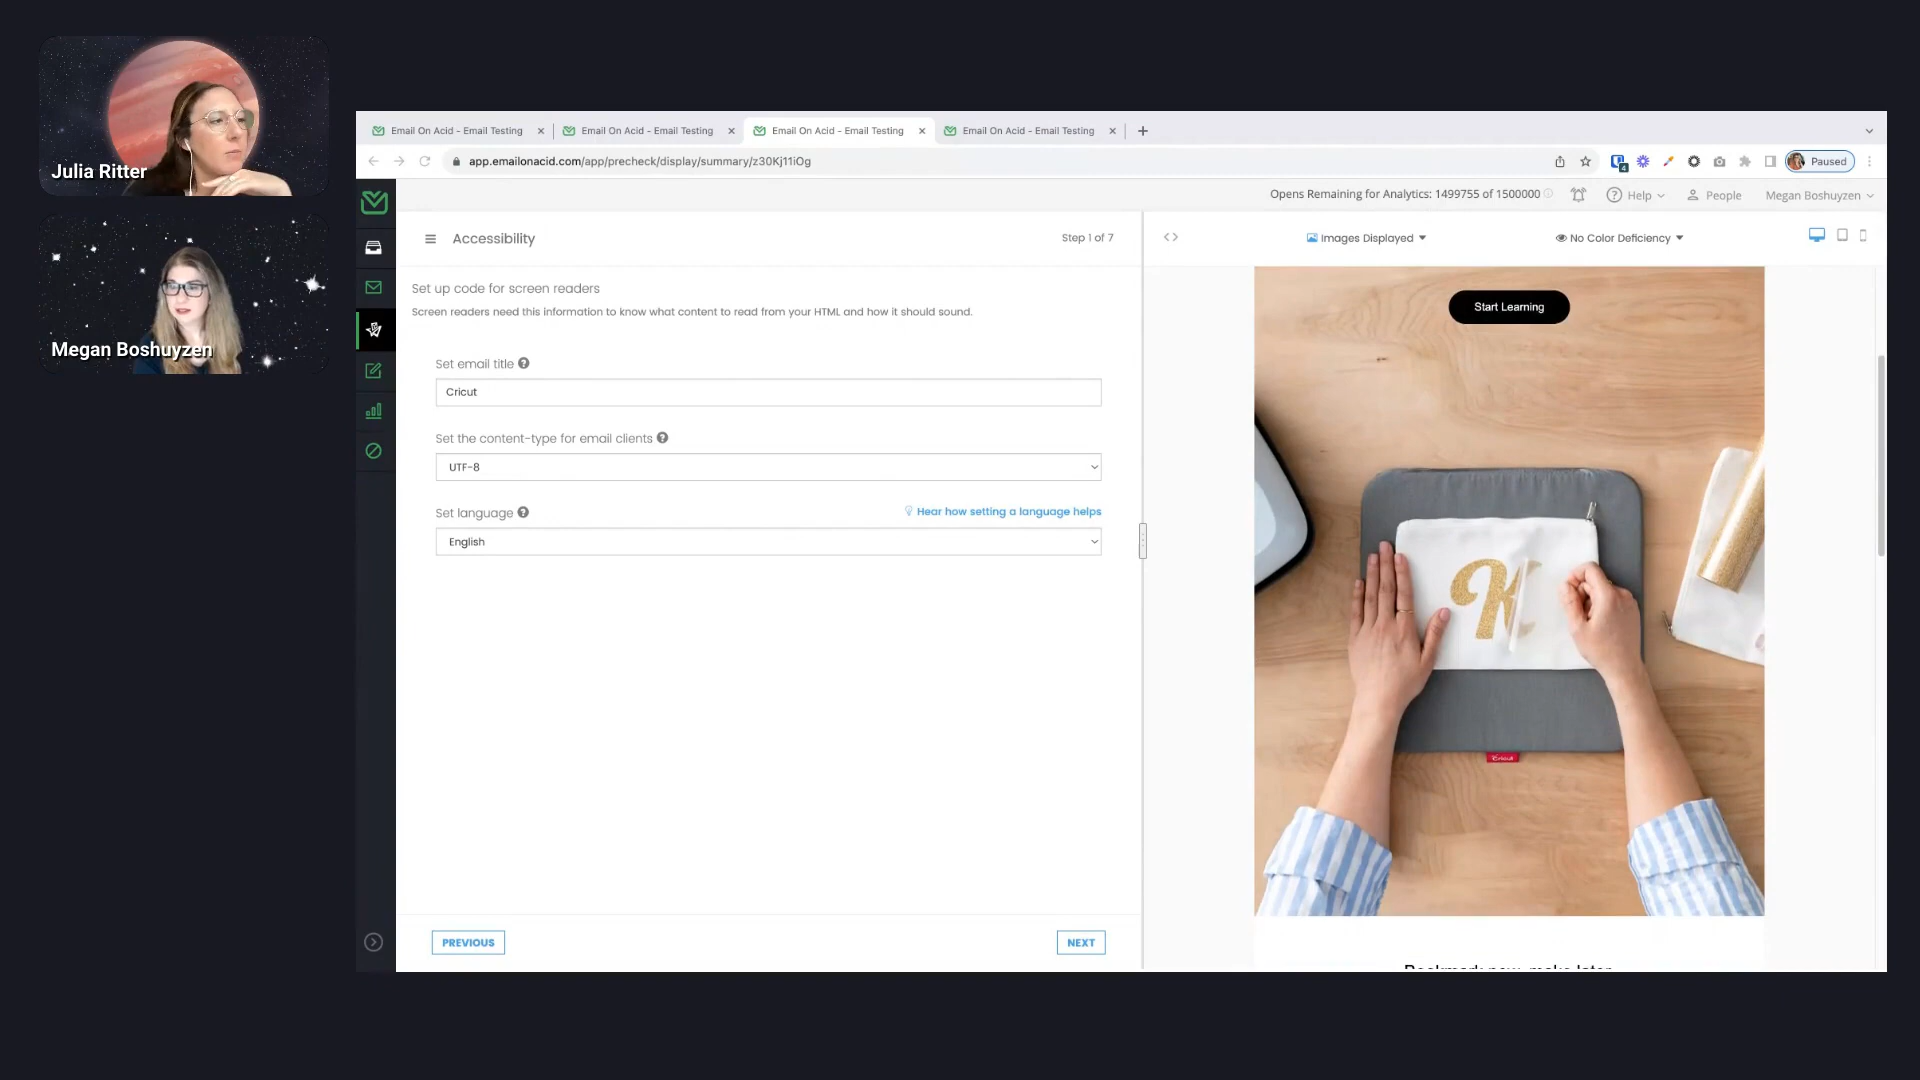 Julia Ritter
Megan Boshuyzen
Email On Acid - Email Testing
Email On Acid - Email Testing
Email On Acid - Email Testing
Email On Acid - Email Testing
app.emailonacid.com/app/precheck/display/summary/z30Kj11iOg
Paused
Opens Remaining for Analytics: 1499755 of 1500000
Help
People
Megan Boshuyzen
Accessibility
Step 1 of 7
Images Displayed
No Color Deficiency
Set up code for screen readers
Screen readers need this information to know what content to read from your HTML and how it should sound.
Set email title
Cricut
Set the content-type for email clients
UTF-8
Set language
Hear how setting a language helps
English
PREVIOUS
NEXT
Start Learning
K
Cricut
Bookmark now, make later